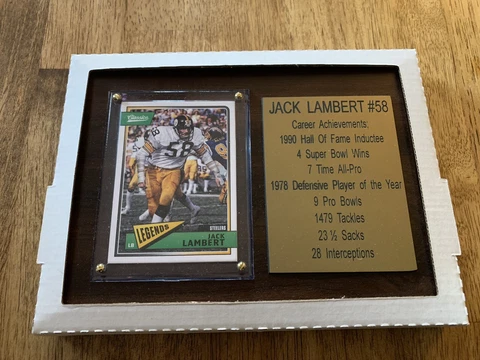 Classics
58
STEELERS
LEGENDS
JACK
LAMBERT
LB
JACK LAMBERT #58
Career Achievements:
1990 Hall Of Fame Inductee
4 Super Bowl Wins
7 Time All-Pro
1978 Defensive Player of the Year
9 Pro Bowls
1479 Tackles
23 ½ Sacks
28 Interceptions